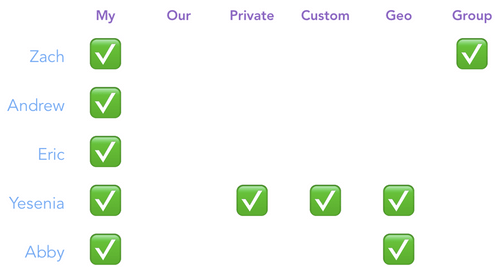 My Our Private Custom Geo Group
Zach
Andrew
Eric
Yesenia
Abby